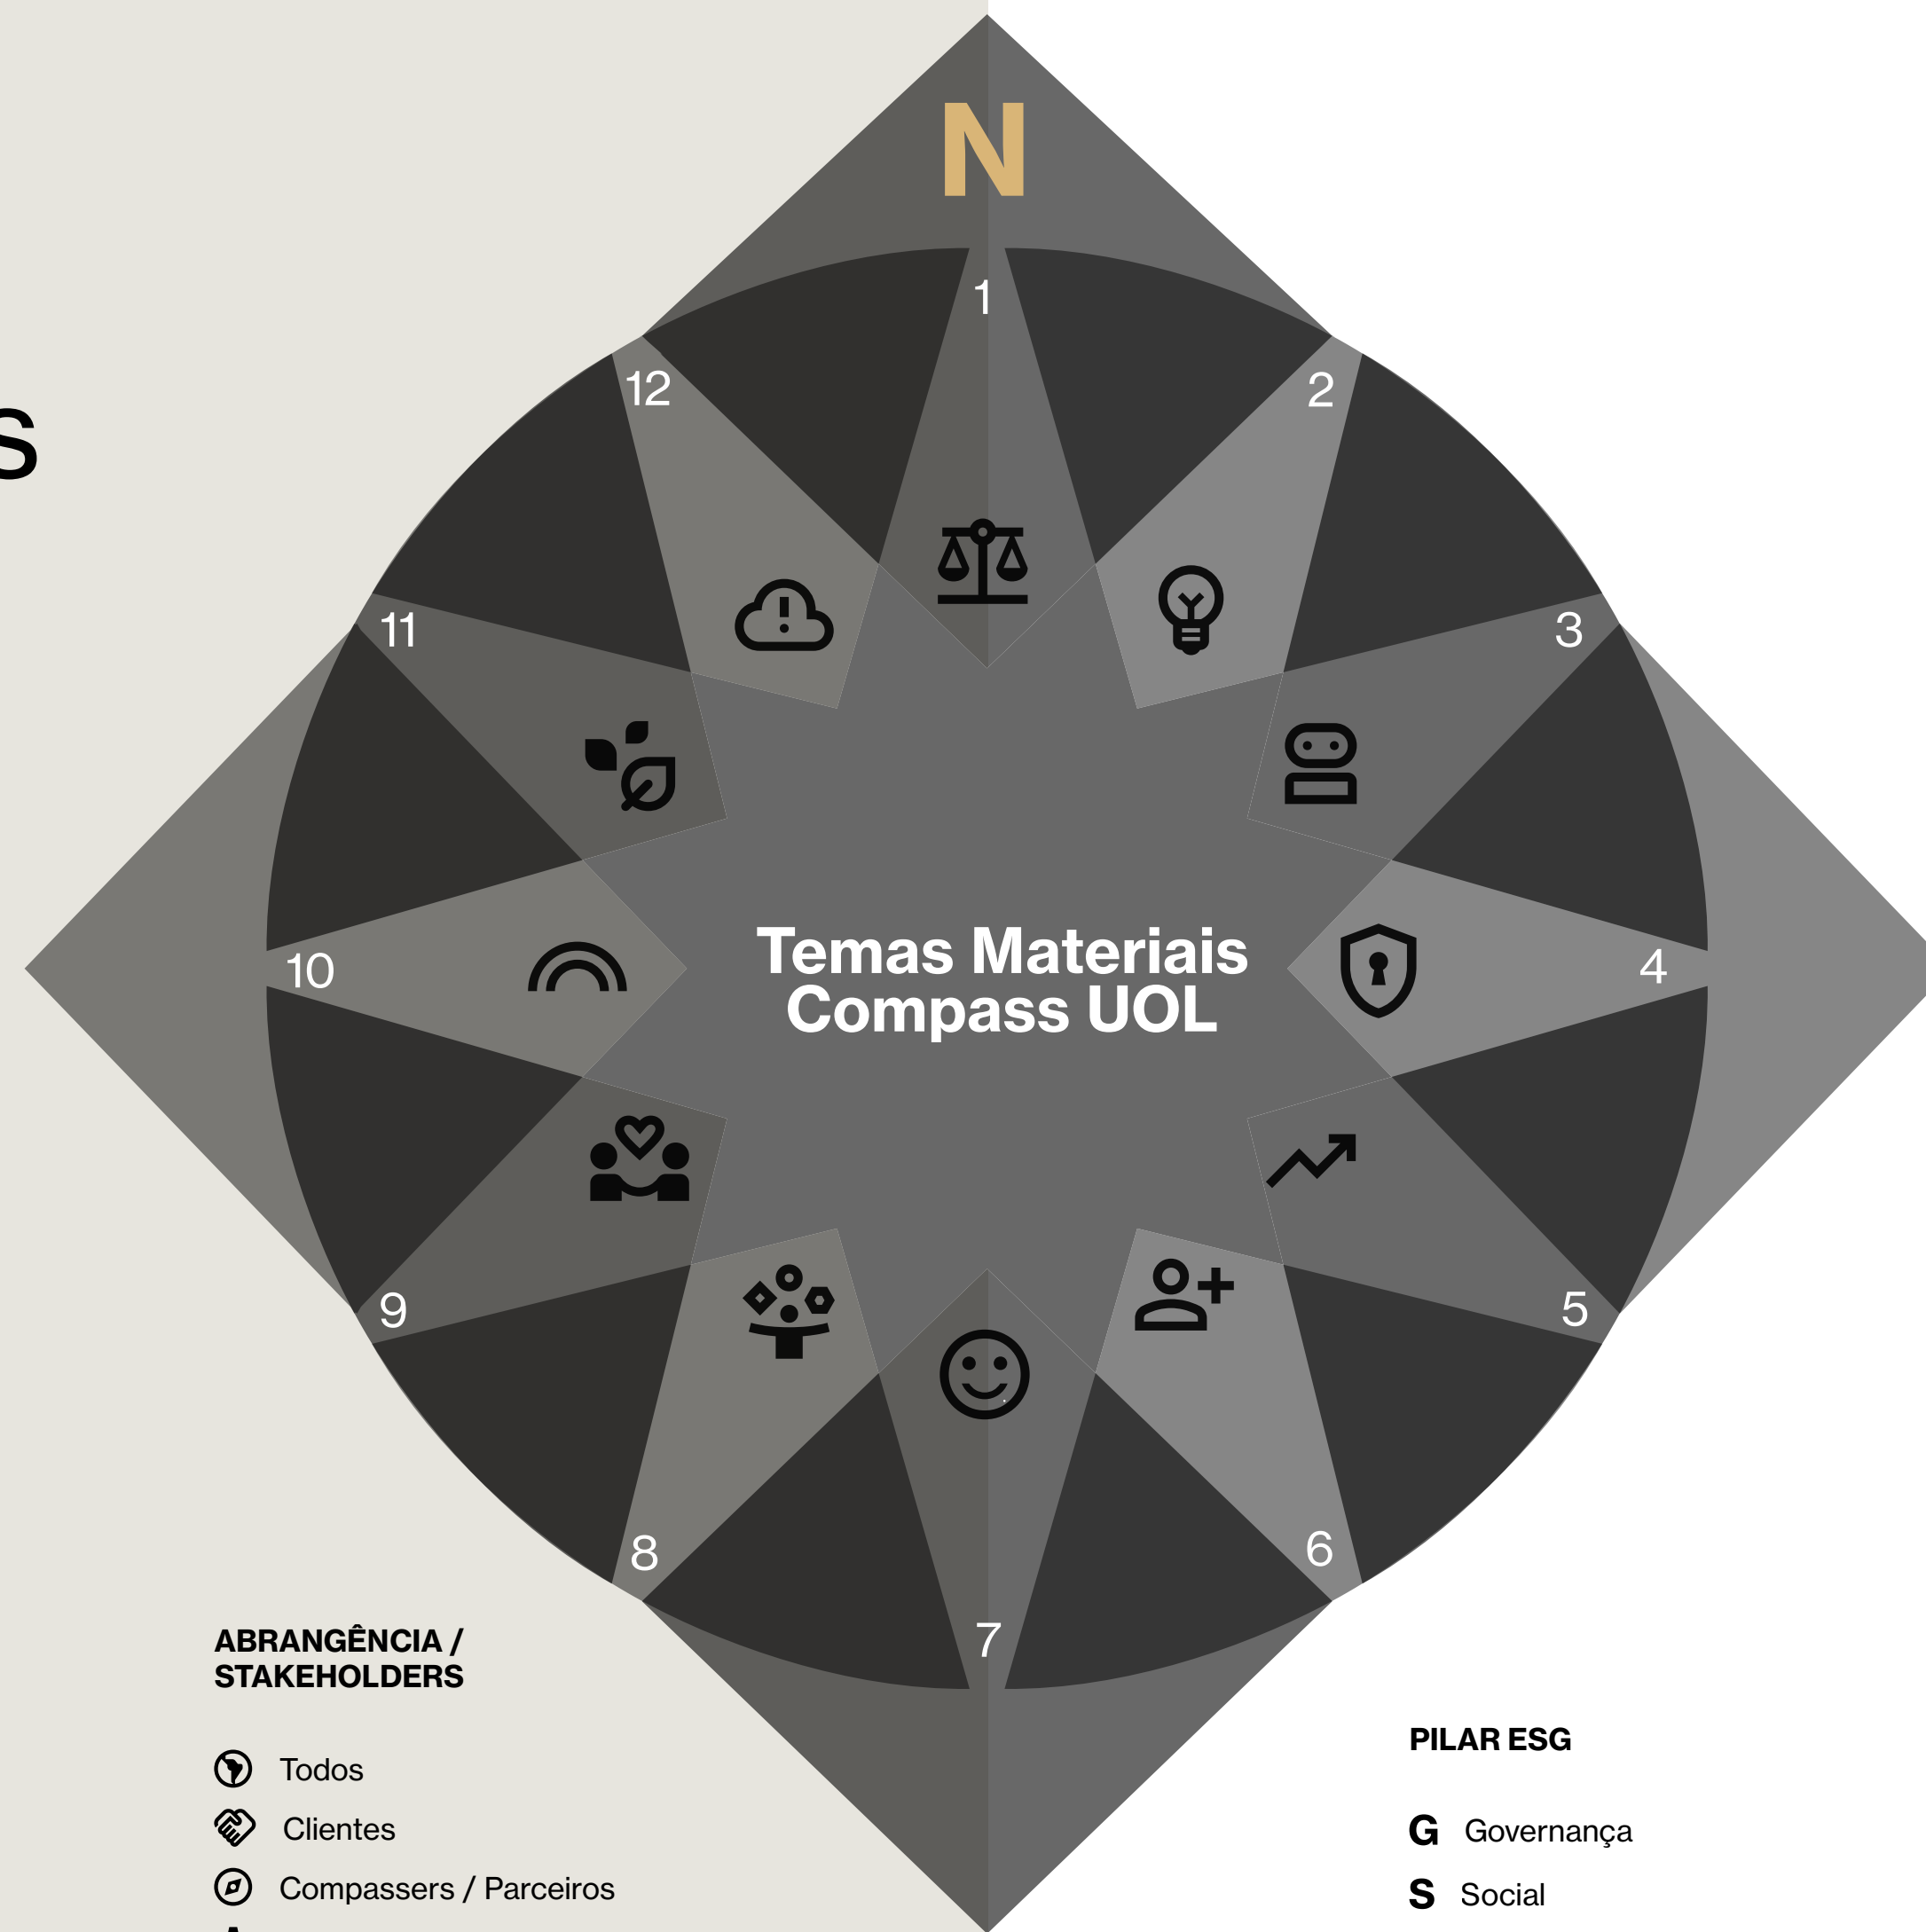 N
1
12
2
S
11
3
Temas Materiais
Compass UOL
10
4
9
5
8
6
7
ABRANGÊNCIA /
STAKEHOLDERS
Todos
Clientes
Compassers / Parceiros
PILAR ESG
G Governança
S Social